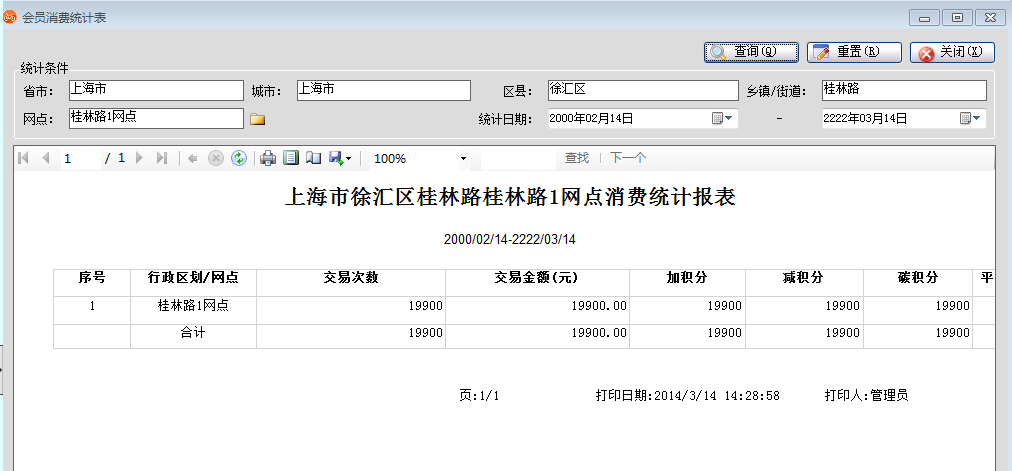 会员消费统计表
查询(Q) 重置(R) 关闭(X)
统计条件
省市： 上海市 城市： 上海市 区县： 徐汇区 乡镇/街道： 桂林路
网点： 桂林路1网点 统计日期： 2000年02月14日 - 2222年03月14日
1 / 1 100% 查找 | 下一个
上海市徐汇区桂林路桂林路1网点消费统计报表
2000/02/14-2222/03/14
序号 行政区划/网点 交易次数 交易金额(元) 加积分 减积分 碳积分 平
1 桂林路1网点 19900 19900.00 19900 19900 19900
合计 19900 19900.00 19900 19900 19900
页:1/1 打印日期:2014/3/14 14:28:58 打印人:管理员